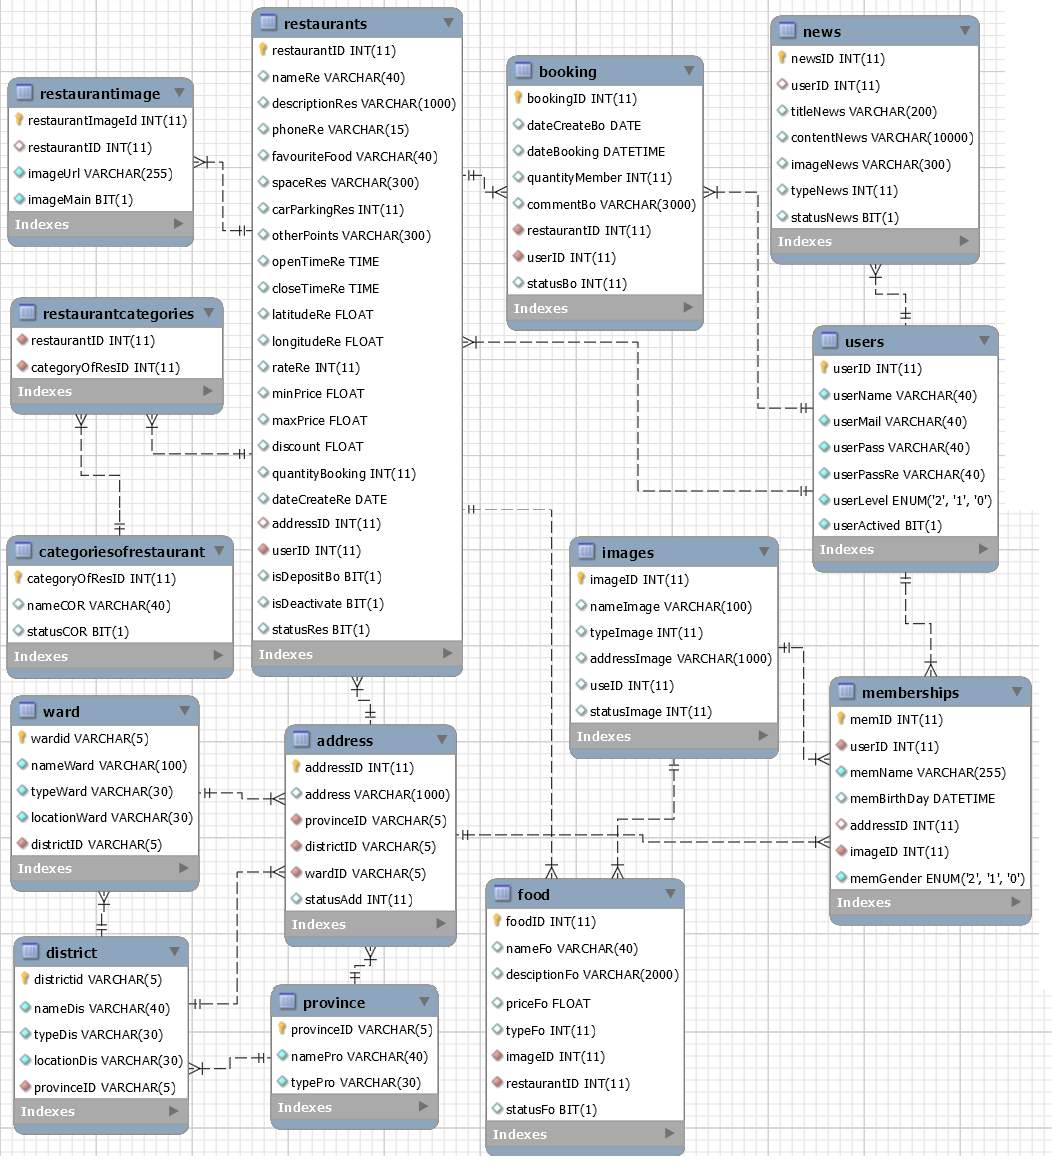 restaurants
restaurantID INT(11)
nameRe VARCHAR(40)
descriptionRes VARCHAR(1000)
phoneRe VARCHAR(15)
favouriteFood VARCHAR(40)
spaceRes VARCHAR(300)
carParkingRes INT(11)
otherPoints VARCHAR(300)
openTimeRe TIME
closeTimeRe TIME
latitudeRe FLOAT
longitudeRe FLOAT
rateRe INT(11)
minPrice FLOAT
maxPrice FLOAT
discount FLOAT
quantityBooking INT(11)
dateCreateRe DATE
addressID INT(11)
userID INT(11)
isDepositBo BIT(1)
isDeactivate BIT(1)
statusRes BIT(1)
Indexes
news
newsID INT(11)
userID INT(11)
titleNews VARCHAR(200)
contentNews VARCHAR(10000)
imageNews VARCHAR(300)
typeNews INT(11)
statusNews BIT(1)
Indexes
booking
bookingID INT(11)
dateCreateBo DATE
dateBooking DATETIME
quantityMember INT(11)
commentBo VARCHAR(3000)
restaurantID INT(11)
userID INT(11)
statusBo INT(11)
Indexes
restaurantimage
restaurantImageId INT(11)
restaurantID INT(11)
imageUrl VARCHAR(255)
imageMain BIT(1)
Indexes
restaurantcategories
restaurantID INT(11)
categoryOfResID INT(11)
Indexes
users
userID INT(11)
userName VARCHAR(40)
userMail VARCHAR(40)
userPass VARCHAR(40)
userPassRe VARCHAR(40)
userLevel ENUM('2', '1', '0')
userActived BIT(1)
Indexes
categoriesofrestaurant
categoryOfResID INT(11)
nameCOR VARCHAR(40)
statusCOR BIT(1)
Indexes
images
imageID INT(11)
nameImage VARCHAR(100)
typeImage INT(11)
addressImage VARCHAR(1000)
useID INT(11)
statusImage INT(11)
Indexes
memberships
memID INT(11)
userID INT(11)
memName VARCHAR(255)
memBirthDay DATETIME
addressID INT(11)
imageID INT(11)
memGender ENUM('2', '1', '0')
Indexes
ward
wardid VARCHAR(5)
nameWard VARCHAR(100)
typeWard VARCHAR(30)
locationWard VARCHAR(30)
districtID VARCHAR(5)
Indexes
address
addressID INT(11)
address VARCHAR(1000)
provinceID VARCHAR(5)
districtID VARCHAR(5)
wardID VARCHAR(5)
statusAdd INT(11)
Indexes
food
foodID INT(11)
nameFo VARCHAR(40)
desciptionFo VARCHAR(2000)
priceFo FLOAT
typeFo INT(11)
imageID INT(11)
restaurantID INT(11)
statusFo BIT(1)
Indexes
district
districtid VARCHAR(5)
nameDis VARCHAR(40)
typeDis VARCHAR(30)
locationDis VARCHAR(30)
provinceID VARCHAR(5)
Indexes
province
provinceID VARCHAR(5)
namePro VARCHAR(40)
typePro VARCHAR(30)
Indexes